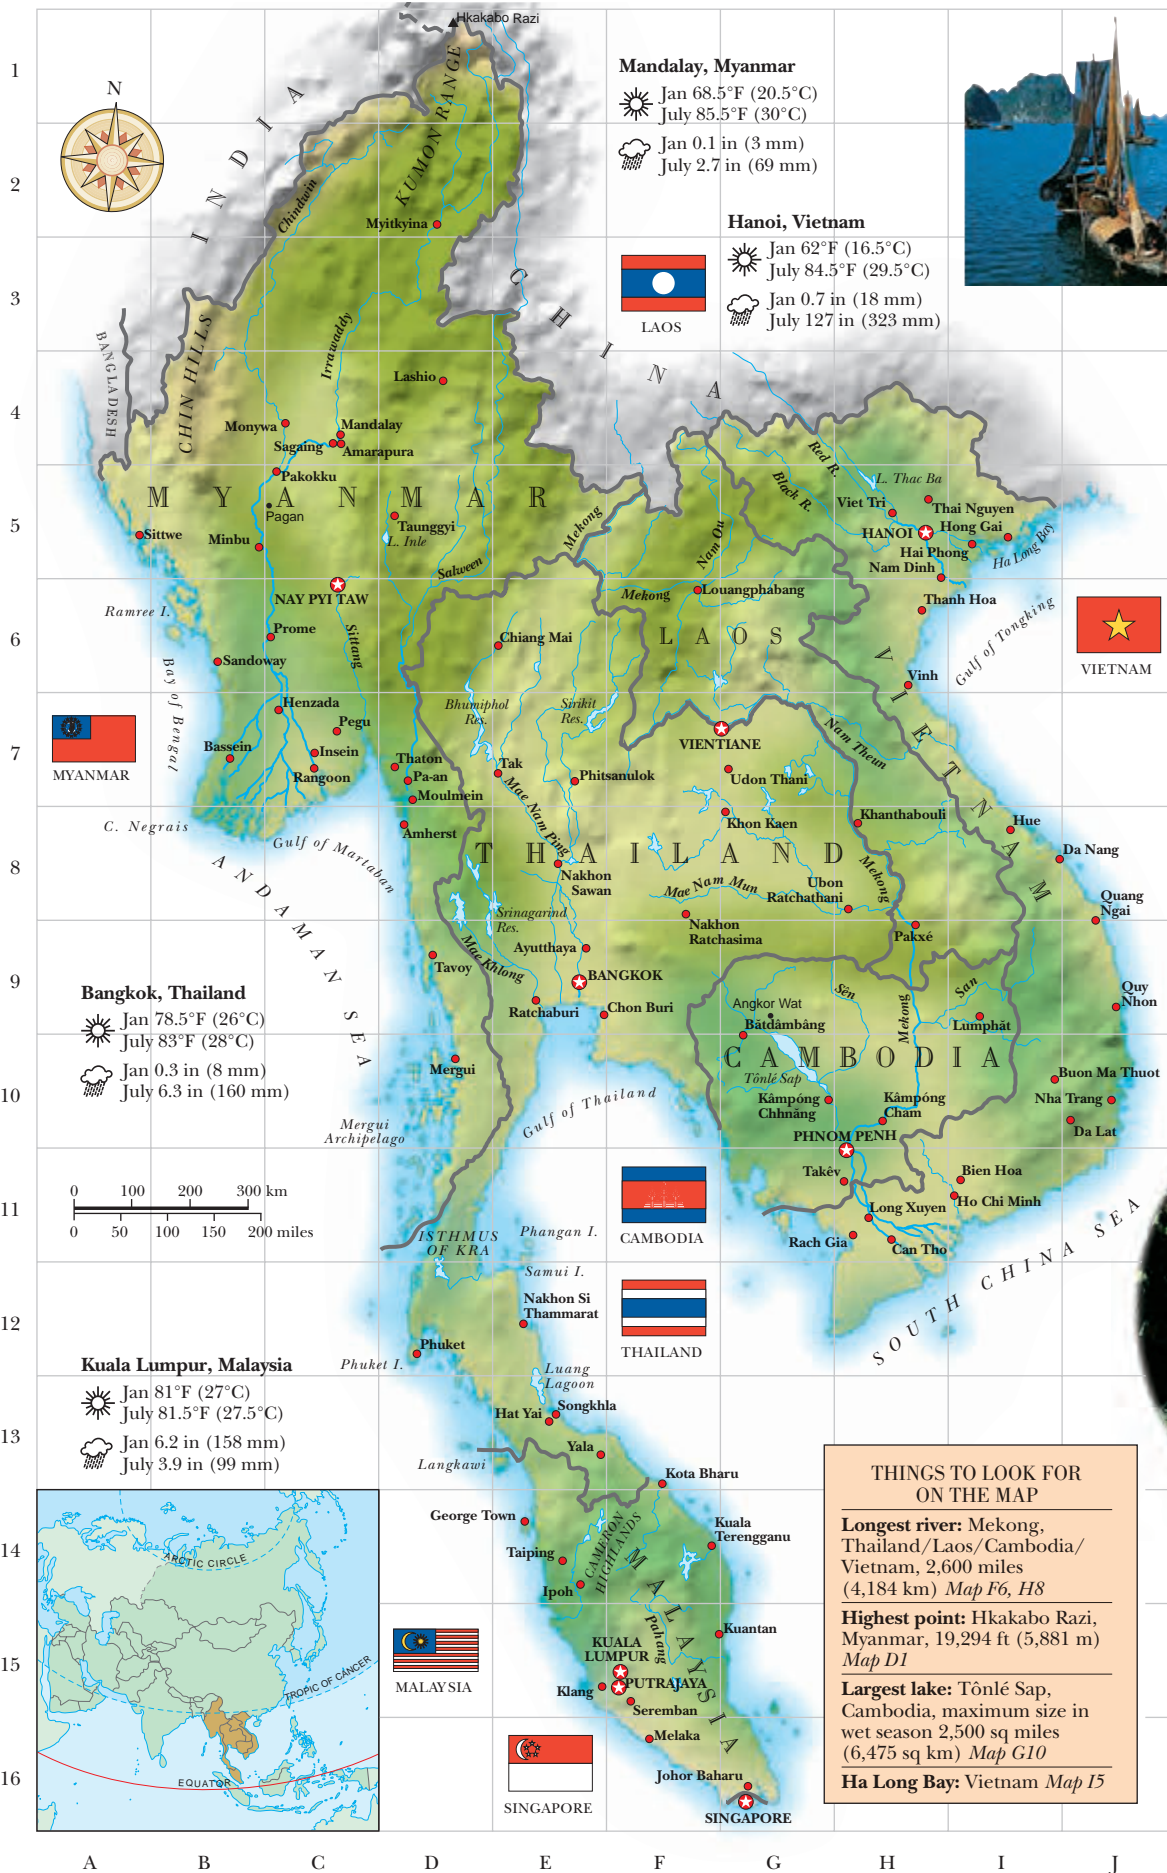 Hkakabo Razi
1
2
3
4
5
6
7
8
9
10
11
12
13
14
15
16
A
B
C
D
E
F
G
H
I
J
N
INDIA
CHINA
BANGLADESH
KUMON RANGE
Chindwin
Myitkyina
CHIN HILLS
Irrawaddy
Lashio
Monywa
Mandalay
Sagaing
Amarapura
Pakokku
MYANMAR
Pagan
Taunggyi
L. Inle
Sittwe
Minbu
Salween
Mekong
NAY PYI TAW
Ramree I.
Prome
Sittang
Sandoway
Bay of Bengal
Henzada
Pegu
Bassein
Insein
Rangoon
Thaton
Pa-an
Moulmein
Amherst
C. Negrais
Gulf of Martaban
ANDAMAN SEA
Mandalay, Myanmar
Jan 68.5°F (20.5°C)
July 85.5°F (30°C)
Jan 0.1 in (3 mm)
July 2.7 in (69 mm)
Hanoi, Vietnam
Jan 62°F (16.5°C)
July 84.5°F (29.5°C)
Jan 0.7 in (18 mm)
July 127 in (323 mm)
LAOS
Red R.
Black R.
L. Thac Ba
Viet Tri
Thai Nguyen
HANOI
Hong Gai
Hai Phong
Nam Dinh
Ha Long Bay
Nam Ou
Mekong
Louangphabang
Thanh Hoa
Gulf of Tongking
VIETNAM
Chiang Mai
LAOS
VIETNAM
Vinh
Bhumiphol
Res.
Sirikit
Res.
MYANMAR
VIENTIANE
Nam Theun
Tak
Phitsanulok
Udon Thani
Mae Nam Ping
Khon Kaen
Khanthabouli
Hue
THAILAND
Da Nang
Nakhon
Sawan
Mae Nam Mun
Ubon
Ratchathani
Mekong
Quang
Ngai
Srinagarind
Res.
Nakhon
Ratchasima
Pakxé
Ayutthaya
Mae Khlong
Tavoy
BANGKOK
Ratchaburi
Chon Buri
Angkor Wat
Sên
Mekong
San
Quy
Nhon
Bătdâmbâng
Lumphăt
CAMBODIA
Bangkok, Thailand
Jan 78.5°F (26°C)
July 83°F (28°C)
Jan 0.3 in (8 mm)
July 6.3 in (160 mm)
Mergui
Tônlé Sap
Buon Ma Thuot
Kâmpóng
Chhnăng
Kâmpóng
Cham
Nha Trang
Da Lat
Gulf of Thailand
Mergui
Archipelago
PHNOM PENH
Takêv
Bien Hoa
Ho Chi Minh
Long Xuyen
Rach Gia
Can Tho
0 100 200 300 km
0 50 100 150 200 miles
ISTHMUS
OF KRA
Phangan I.
CAMBODIA
SOUTH CHINA SEA
Samui I.
Nakhon Si
Thammarat
THAILAND
Phuket
Phuket I.
Luang
Lagoon
Kuala Lumpur, Malaysia
Jan 81°F (27°C)
July 81.5°F (27.5°C)
Jan 6.2 in (158 mm)
July 3.9 in (99 mm)
Songkhla
Hat Yai
Yala
Langkawi
Kota Bharu
George Town
CAMERON
HIGHLANDS
Kuala
Terengganu
Taiping
Ipoh
MALAYSIA
Pahang
Kuantan
KUALA
LUMPUR
PUTRAJAYA
Klang
Seremban
Melaka
Johor Baharu
SINGAPORE
MALAYSIA
SINGAPORE
ARCTIC CIRCLE
TROPIC OF CANCER
EQUATOR
THINGS TO LOOK FOR
ON THE MAP
Longest river: Mekong,
Thailand/Laos/Cambodia/
Vietnam, 2,600 miles
(4,184 km) Map F6, H8
Highest point: Hkakabo Razi,
Myanmar, 19,294 ft (5,881 m)
Map D1
Largest lake: Tônlé Sap,
Cambodia, maximum size in
wet season 2,500 sq miles
(6,475 sq km) Map G10
Ha Long Bay: Vietnam Map I5